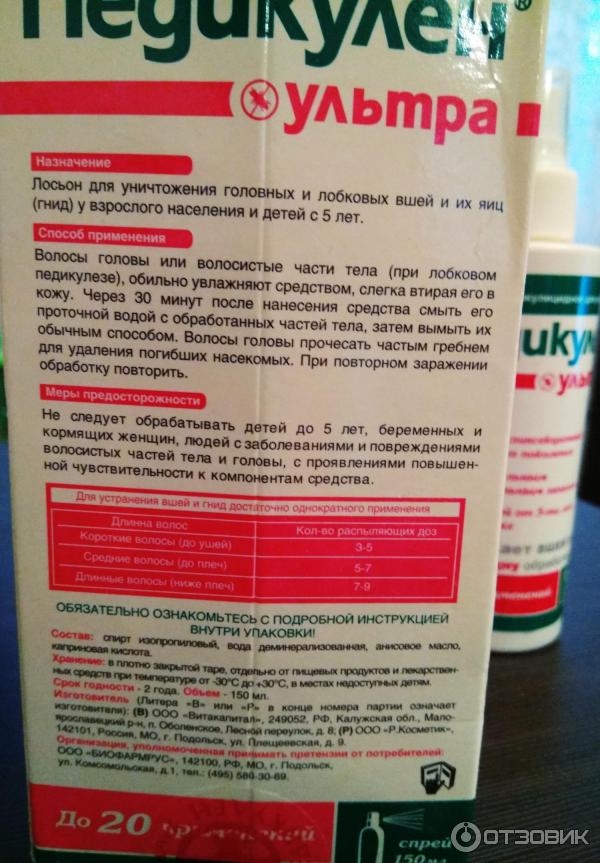 Педикулен®
ультра
Назначение
Лосьон для уничтожения головных и лобковых вшей и их яиц
(гнид) у взрослого населения и детей с 5 лет.
Способ применения
Волосы головы или волосистые части тела (при лобковом
педикулезе), обильно увлажняют средством, слегка втирая его в
кожу. Через 30 минут после нанесения средства смыть его
проточной водой с обработанных частей тела, затем вымыть их
обычным способом. Волосы головы прочесать частым гребнем
для удаления погибших насекомых. При повторном заражении
обработку повторить.
Меры предосторожности
Не следует обрабатывать детей до 5 лет, беременных и
кормящих женщин, людей с заболеваниями и повреждениями
волосистых частей тела и головы, с проявлениями повышен-
ной чувствительности к компонентам средства.
Для устранения вшей и гнид достаточно однократного применения
Длинна волос Кол-во распыляющих доз
Короткие волосы (до ушей) 3-5
Средние волосы (до плеч) 5-7
Длинные волосы (ниже плеч) 7-9
ОБЯЗАТЕЛЬНО ОЗНАКОМЬТЕСЬ С ПОДРОБНОЙ ИНСТРУКЦИЕЙ
ВНУТРИ УПАКОВКИ!
Состав: спирт изопропиловый, вода деминерализованная, анисовое масло,
каприновая кислота.
Хранение: в плотно закрытой таре, отдельно от пищевых продуктов и лекарствен-
ных средств при температуре от -30°С до +30°С, в местах недоступных детям.
Срок годности - 2 года. Объем - 150 мл.
Изготовитель (Литера «В» или «Р» в конце номера партии означает
изготовителя): (В) ООО «Витакапитал», 249052, РФ, Калужская обл., Мало-
ярославецкий р-н, п. Оболенское, Лесной переулок, д. 8; (Р) ООО «Р.Косметик»,
142101, Россия, МО, г. Подольск, ул. Плещеевская, д. 9.
Организация, уполномоченная принимать претензии от потребителей:
ООО «БИОФАРМРУС», 142100, РФ, МО, г. Подольск,
ул. Комсомольская, д.1, тел.: (495) 580-30-69.
До 20 применений
спрей
150мл
дикуле
ульт
ОТЗОВИК